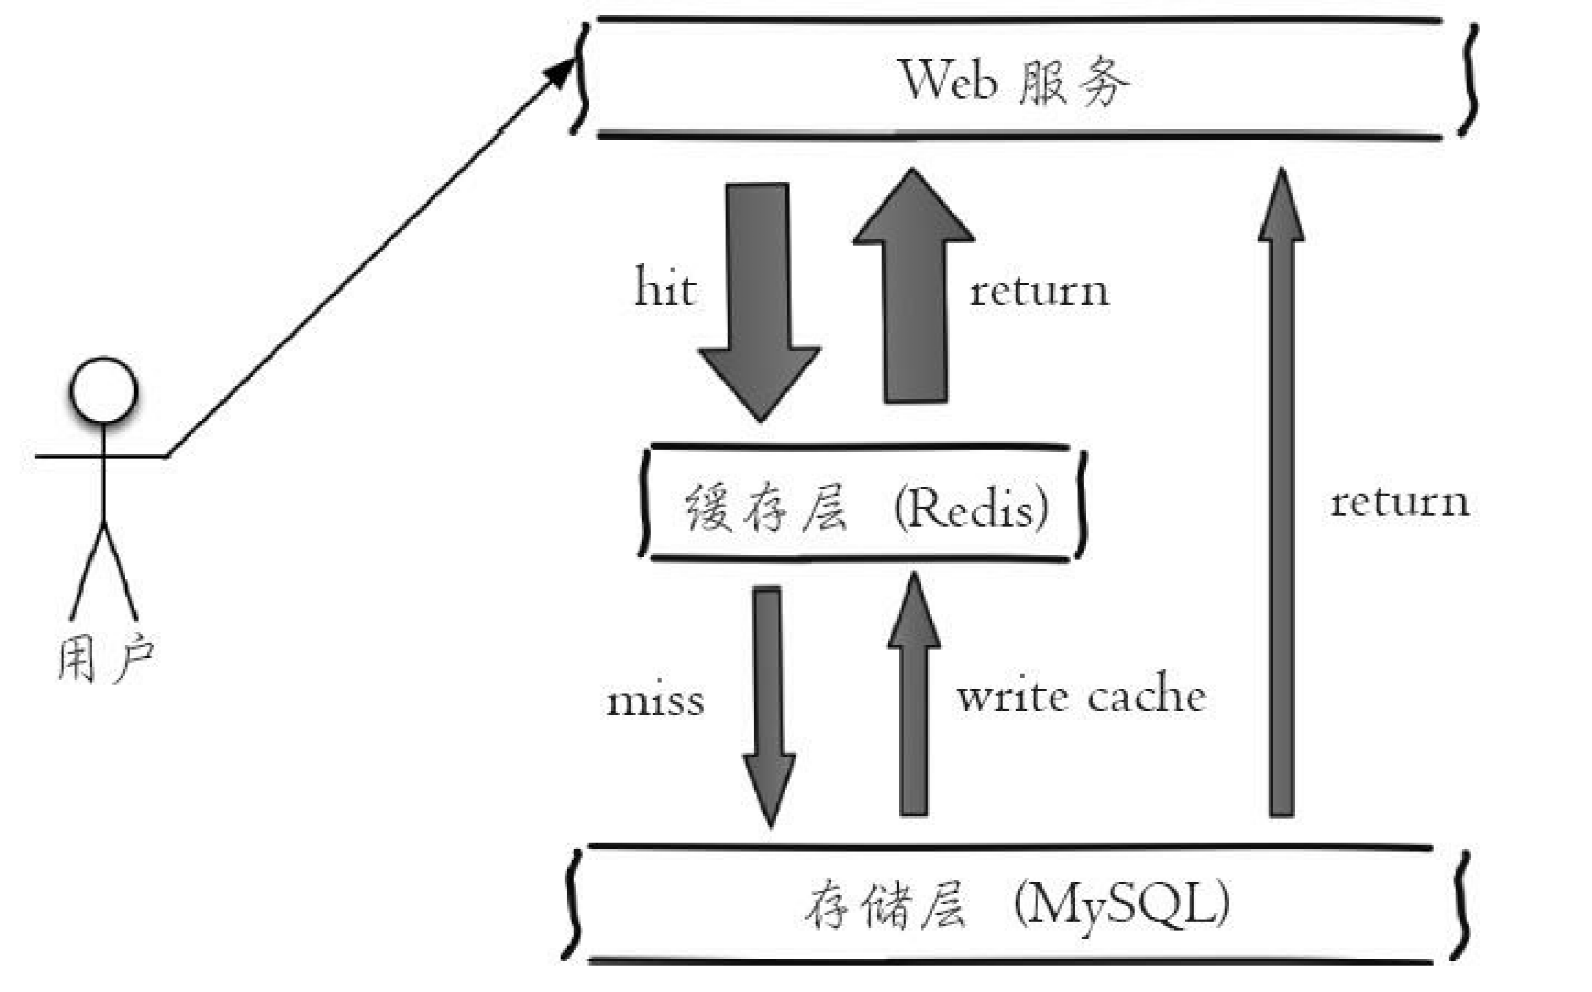 Web 服务
hit
return
缓存层 (Redis)
return
用户
miss
write cache
存储层 (MySQL)